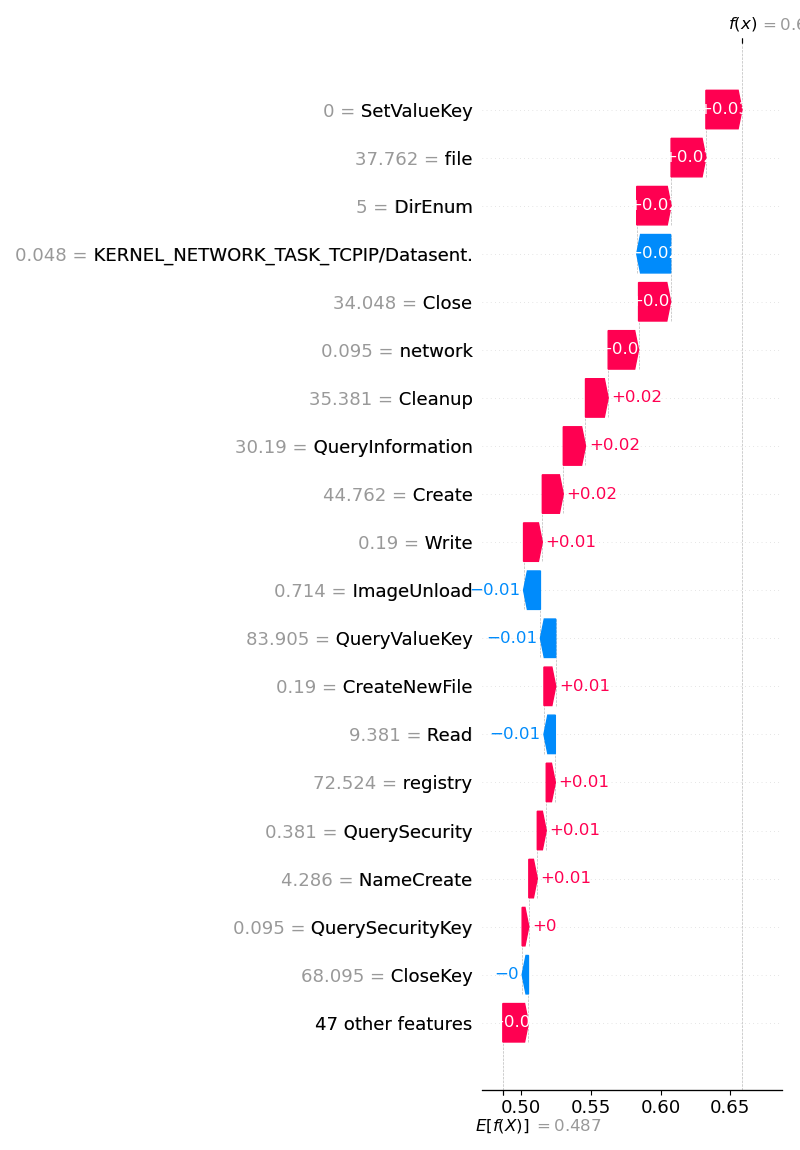 f(x) = 0.6
0 = SetValueKey
37.762 = file
5 = DirEnum
0.048 = KERNEL_NETWORK_TASK_TCPIP/Datasent.
34.048 = Close
0.095 = network
35.381 = Cleanup +0.02
30.19 = QueryInformation +0.02
44.762 = Create +0.02
0.19 = Write +0.01
0.714 = ImageUnload −0.01
83.905 = QueryValueKey −0.01
0.19 = CreateNewFile +0.01
9.381 = Read −0.01
72.524 = registry +0.01
0.381 = QuerySecurity +0.01
4.286 = NameCreate +0.01
0.095 = QuerySecurityKey +0
68.095 = CloseKey −0
47 other features
0.50 0.55 0.60 0.65
E[f(X)] = 0.487